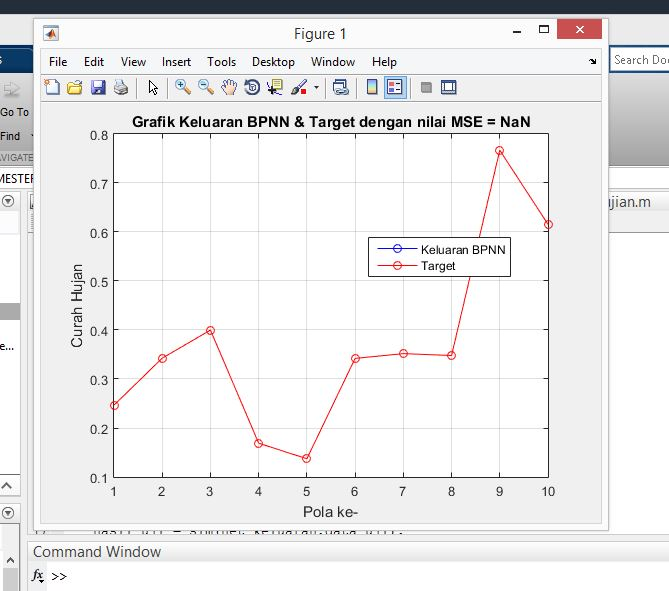 Figure 1
File Edit View Insert Tools Desktop Window Help
Search Doc
Go To
Find
Grafik Keluaran BPNN & Target dengan nilai MSE = NaN
0.8
0.7
0.6
0.5
0.4
0.3
0.2
0.1
Curah Hujan
Keluaran BPNN
Target
1 2 3 4 5 6 7 8 9 10
Pola ke-
Command Window
fx >>